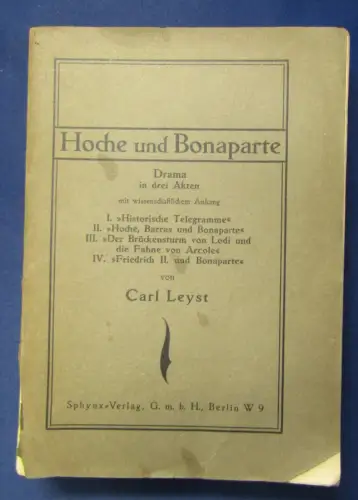 Hoche und Bonaparte
Drama
in drei Akten
mit wissenschaftlichem Anhang
I. »Historische Telegramme«
II. »Hoche, Barras und Bonaparte«
III. »Der Brückensturm von Lodi und
die Fahne von Arcole«
IV. »Friedrich II. und Bonaparte«
von
Carl Leyst
Sphynx-Verlag, G. m. b. H., Berlin W 9